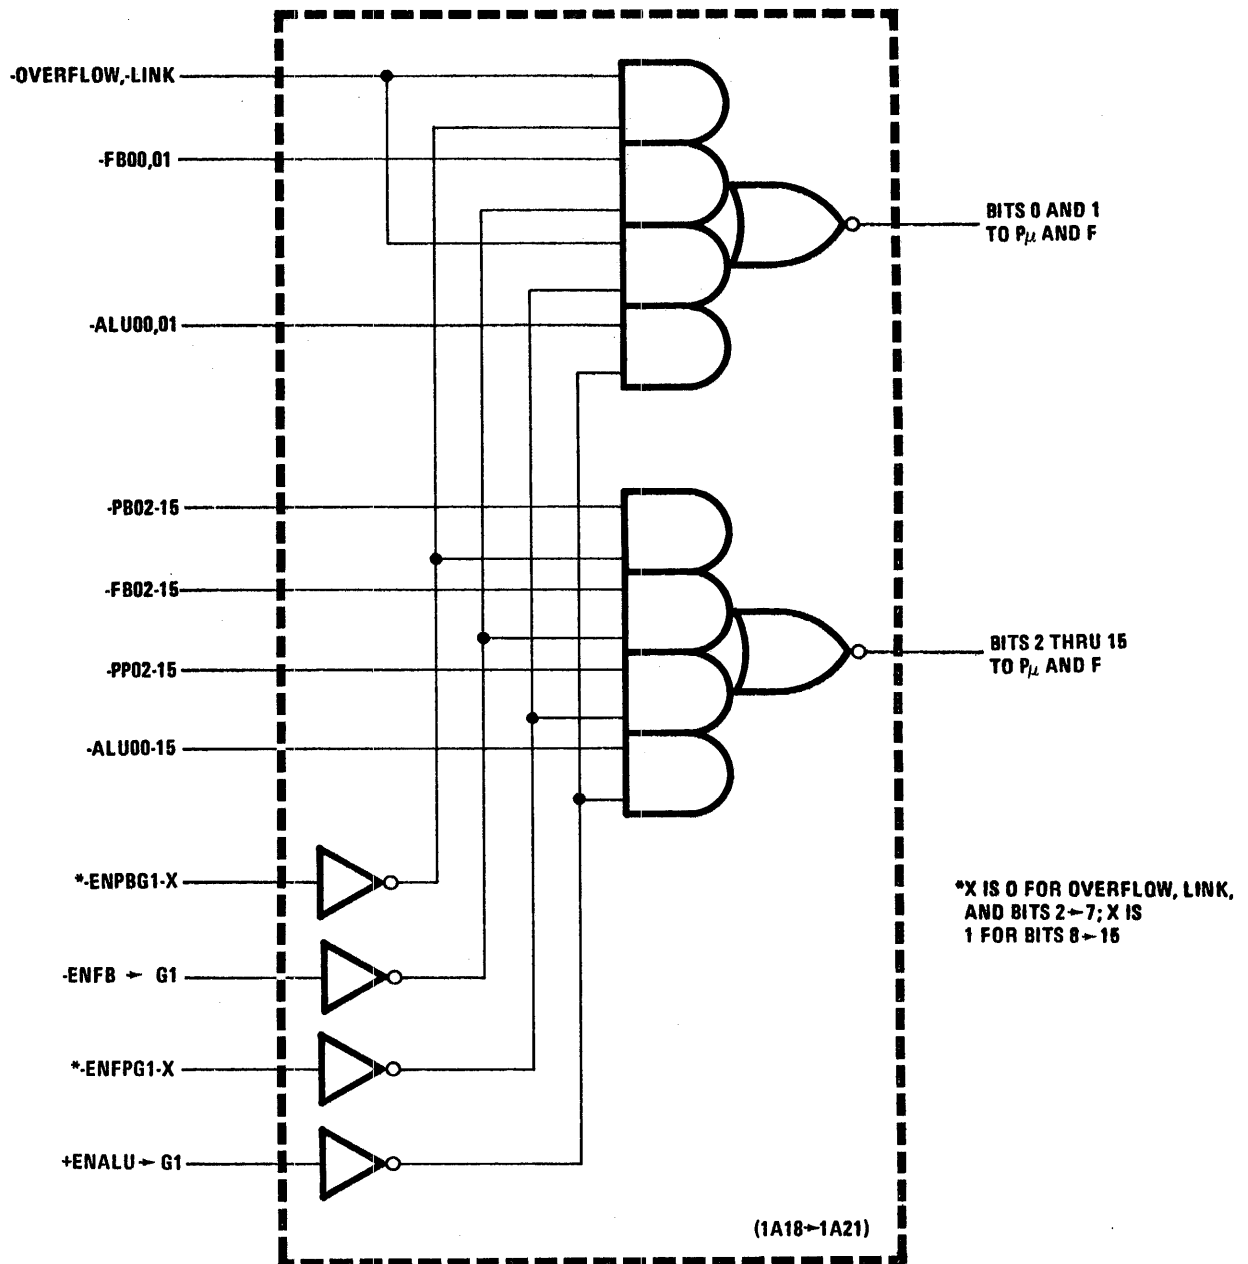 -OVERFLOW,-LINK
-FB00,01
BITS 0 AND 1
TO Pμ AND F
-ALU00,01
-PB02-15
-FB02-15
-PP02-15
BITS 2 THRU 15
TO Pμ AND F
-ALU00-15
*-ENPBG1-X
*X IS 0 FOR OVERFLOW, LINK,
AND BITS 2→7; X IS
1 FOR BITS 8→15
-ENFB → G1
*-ENFPG1-X
+ENALU→ G1
(1A18→1A21)